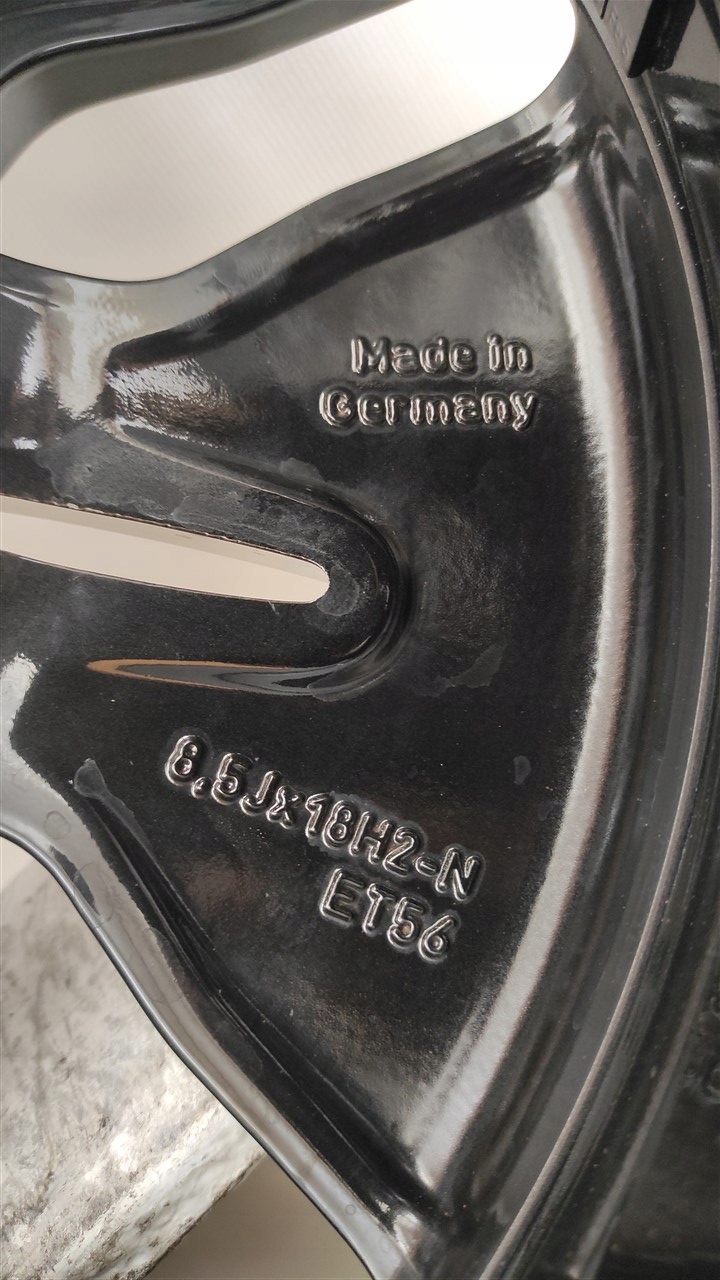 Made in
Germany
8.5Jx18H2-N
ET56